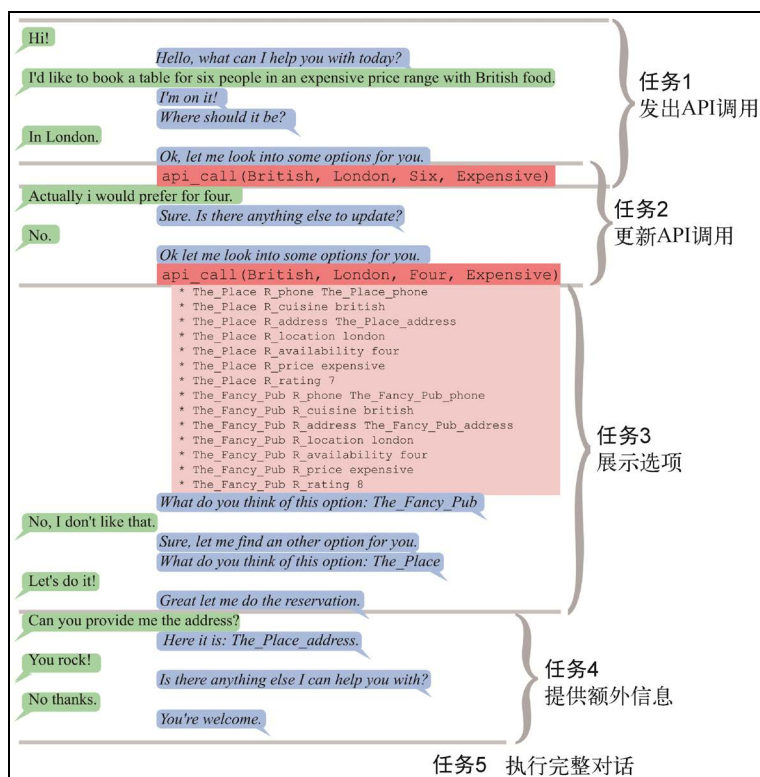 Hi!
Hello, what can I help you with today?
I'd like to book a table for six people in an expensive price range with British food.
I'm on it!
Where should it be?
In London.
Ok, let me look into some options for you.
api_call(British, London, Six, Expensive)
任务1
发出API调用
Actually i would prefer for four.
Sure. Is there anything else to update?
No.
Ok let me look into some options for you.
api_call(British, London, Four, Expensive)
任务2
更新API调用
* The_Place R_phone The_Place_phone
* The_Place R_cuisine british
* The_Place R_address The_Place_address
* The_Place R_location london
* The_Place R_availability four
* The_Place R_price expensive
* The_Place R_rating 7
* The_Fancy_Pub R_phone The_Fancy_Pub_phone
* The_Fancy_Pub R_cuisine british
* The_Fancy_Pub R_address The_Fancy_Pub_address
* The_Fancy_Pub R_location london
* The_Fancy_Pub R_availability four
* The_Fancy_Pub R_price expensive
* The_Fancy_Pub R_rating 8
What do you think of this option: The_Fancy_Pub
No, I don't like that.
Sure, let me find an other option for you.
What do you think of this option: The_Place
Let's do it!
Great let me do the reservation.
任务3
展示选项
Can you provide me the address?
Here it is: The_Place_address.
You rock!
Is there anything else I can help you with?
No thanks.
You're welcome.
任务4
提供额外信息
任务5 执行完整对话